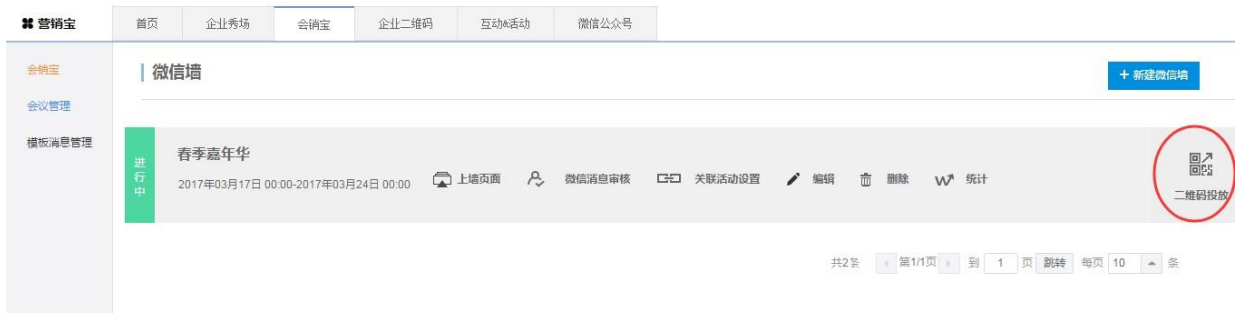 营销宝 首页 企业秀场 会销宝 企业二维码 互动&活动 微信公众号
会销宝
会议管理
模板消息管理
微信墙
+ 新建微信墙
进行中
春季嘉年华
2017年03月17日 00:00-2017年03月24日 00:00
上墙页面 微信消息审核 关联活动设置 编辑 删除 统计
二维码投放
共2条 第1/1页 到 1 页 跳转 每页 10 条